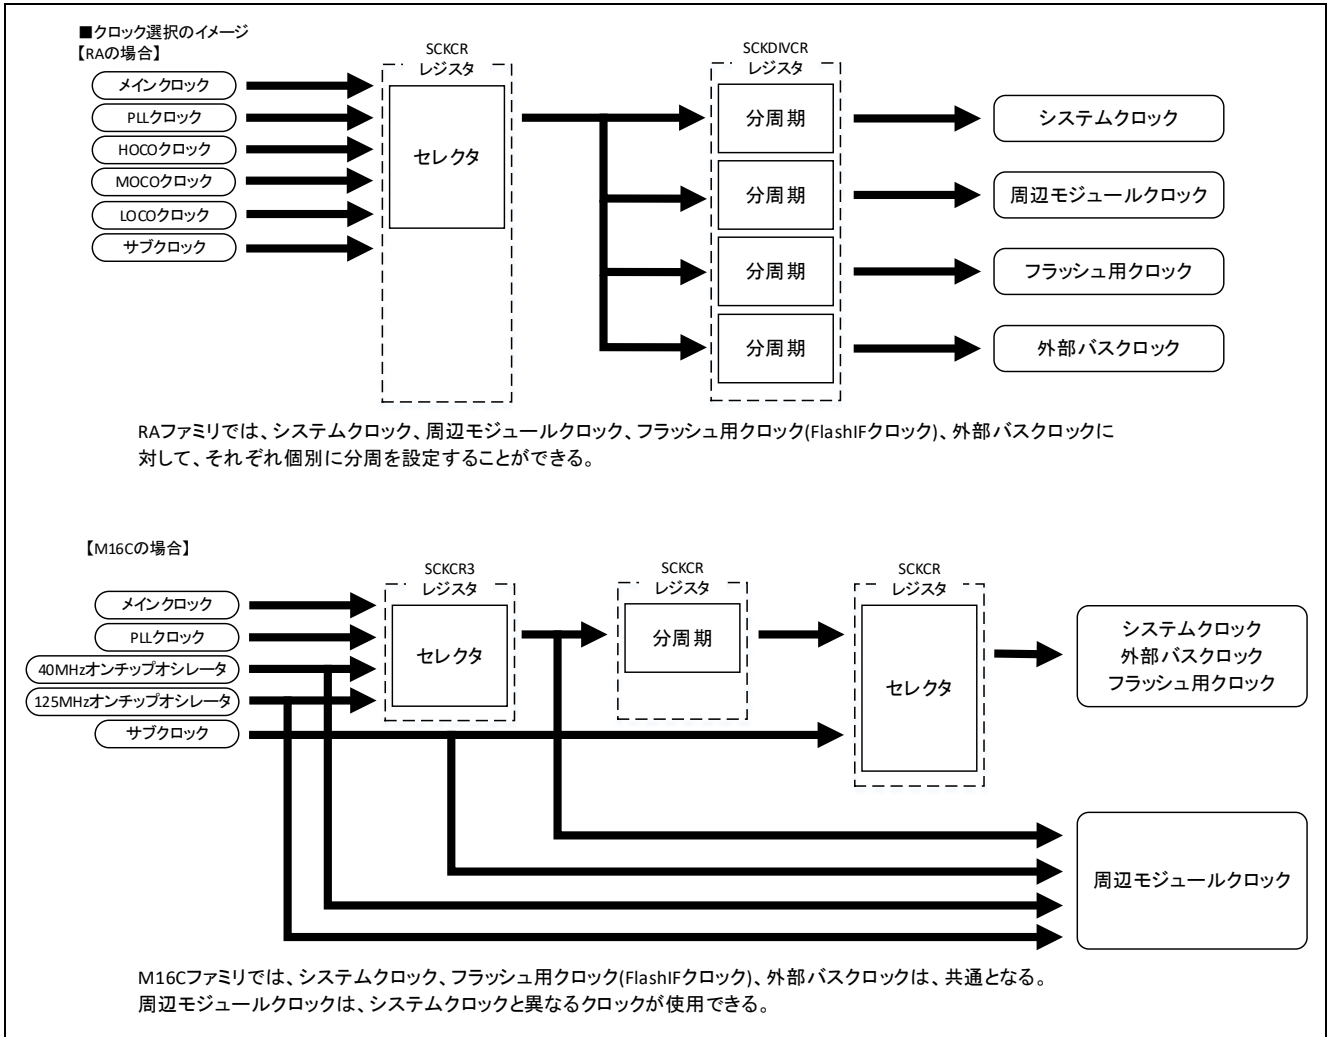 ■クロック選択のイメージ
【RAの場合】
SCKCR
レジスタ
SCKDIVCR
レジスタ
メインクロック
PLLクロック
HOCOクロック
MOCOクロック
LOCOクロック
サブクロック
セレクタ
分周期
分周期
分周期
分周期
システムクロック
周辺モジュールクロック
フラッシュ用クロック
外部バスクロック
RAファミリでは、システムクロック、周辺モジュールクロック、フラッシュ用クロック(FlashIFクロック)、外部バスクロックに
対して、それぞれ個別に分周を設定することができる。
【M16Cの場合】
SCKCR3
レジスタ
SCKCR
レジスタ
SCKCR
レジスタ
メインクロック
PLLクロック
40MHzオンチップオシレータ
125MHzオンチップオシレータ
サブクロック
セレクタ
分周期
セレクタ
システムクロック
外部バスクロック
フラッシュ用クロック
周辺モジュールクロック
M16Cファミリでは、システムクロック、フラッシュ用クロック(FlashIFクロック)、外部バスクロックは、共通となる。
周辺モジュールクロックは、システムクロックと異なるクロックが使用できる。